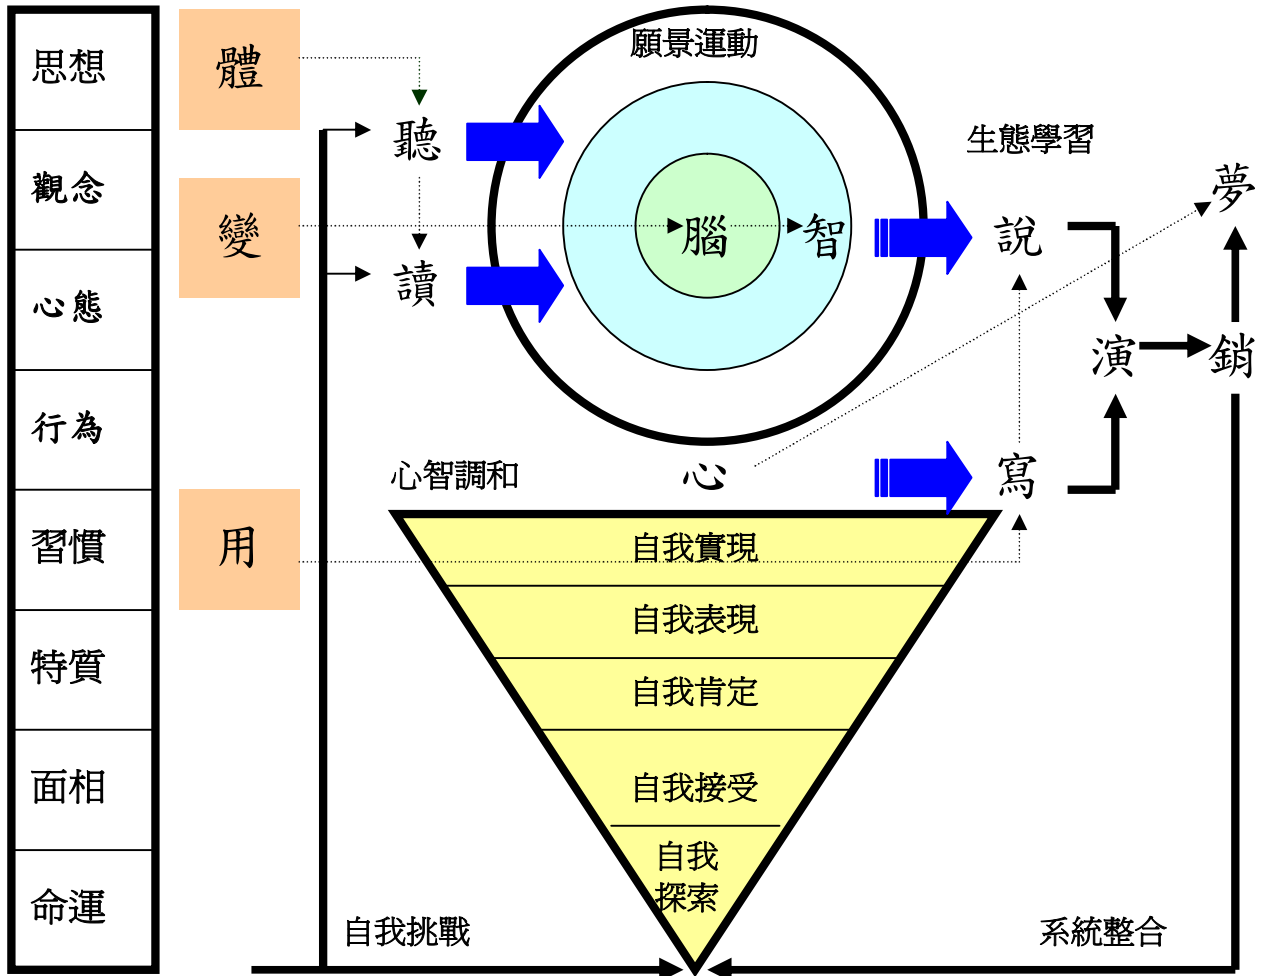 思想
觀念
心態
行為
習慣
特質
面相
命運
體
變
用
聽
讀
願景運動
腦
智
生態學習
說
夢
演
銷
寫
心智調和
心
自我實現
自我表現
自我肯定
自我接受
自我
探索
自我挑戰
系統整合